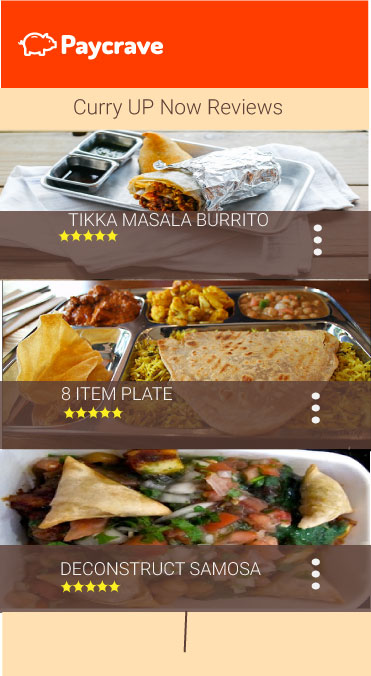 Paycrave
Curry UP Now Reviews
TIKKA MASALA BURRITO
8 ITEM PLATE
DECONSTRUCT SAMOSA